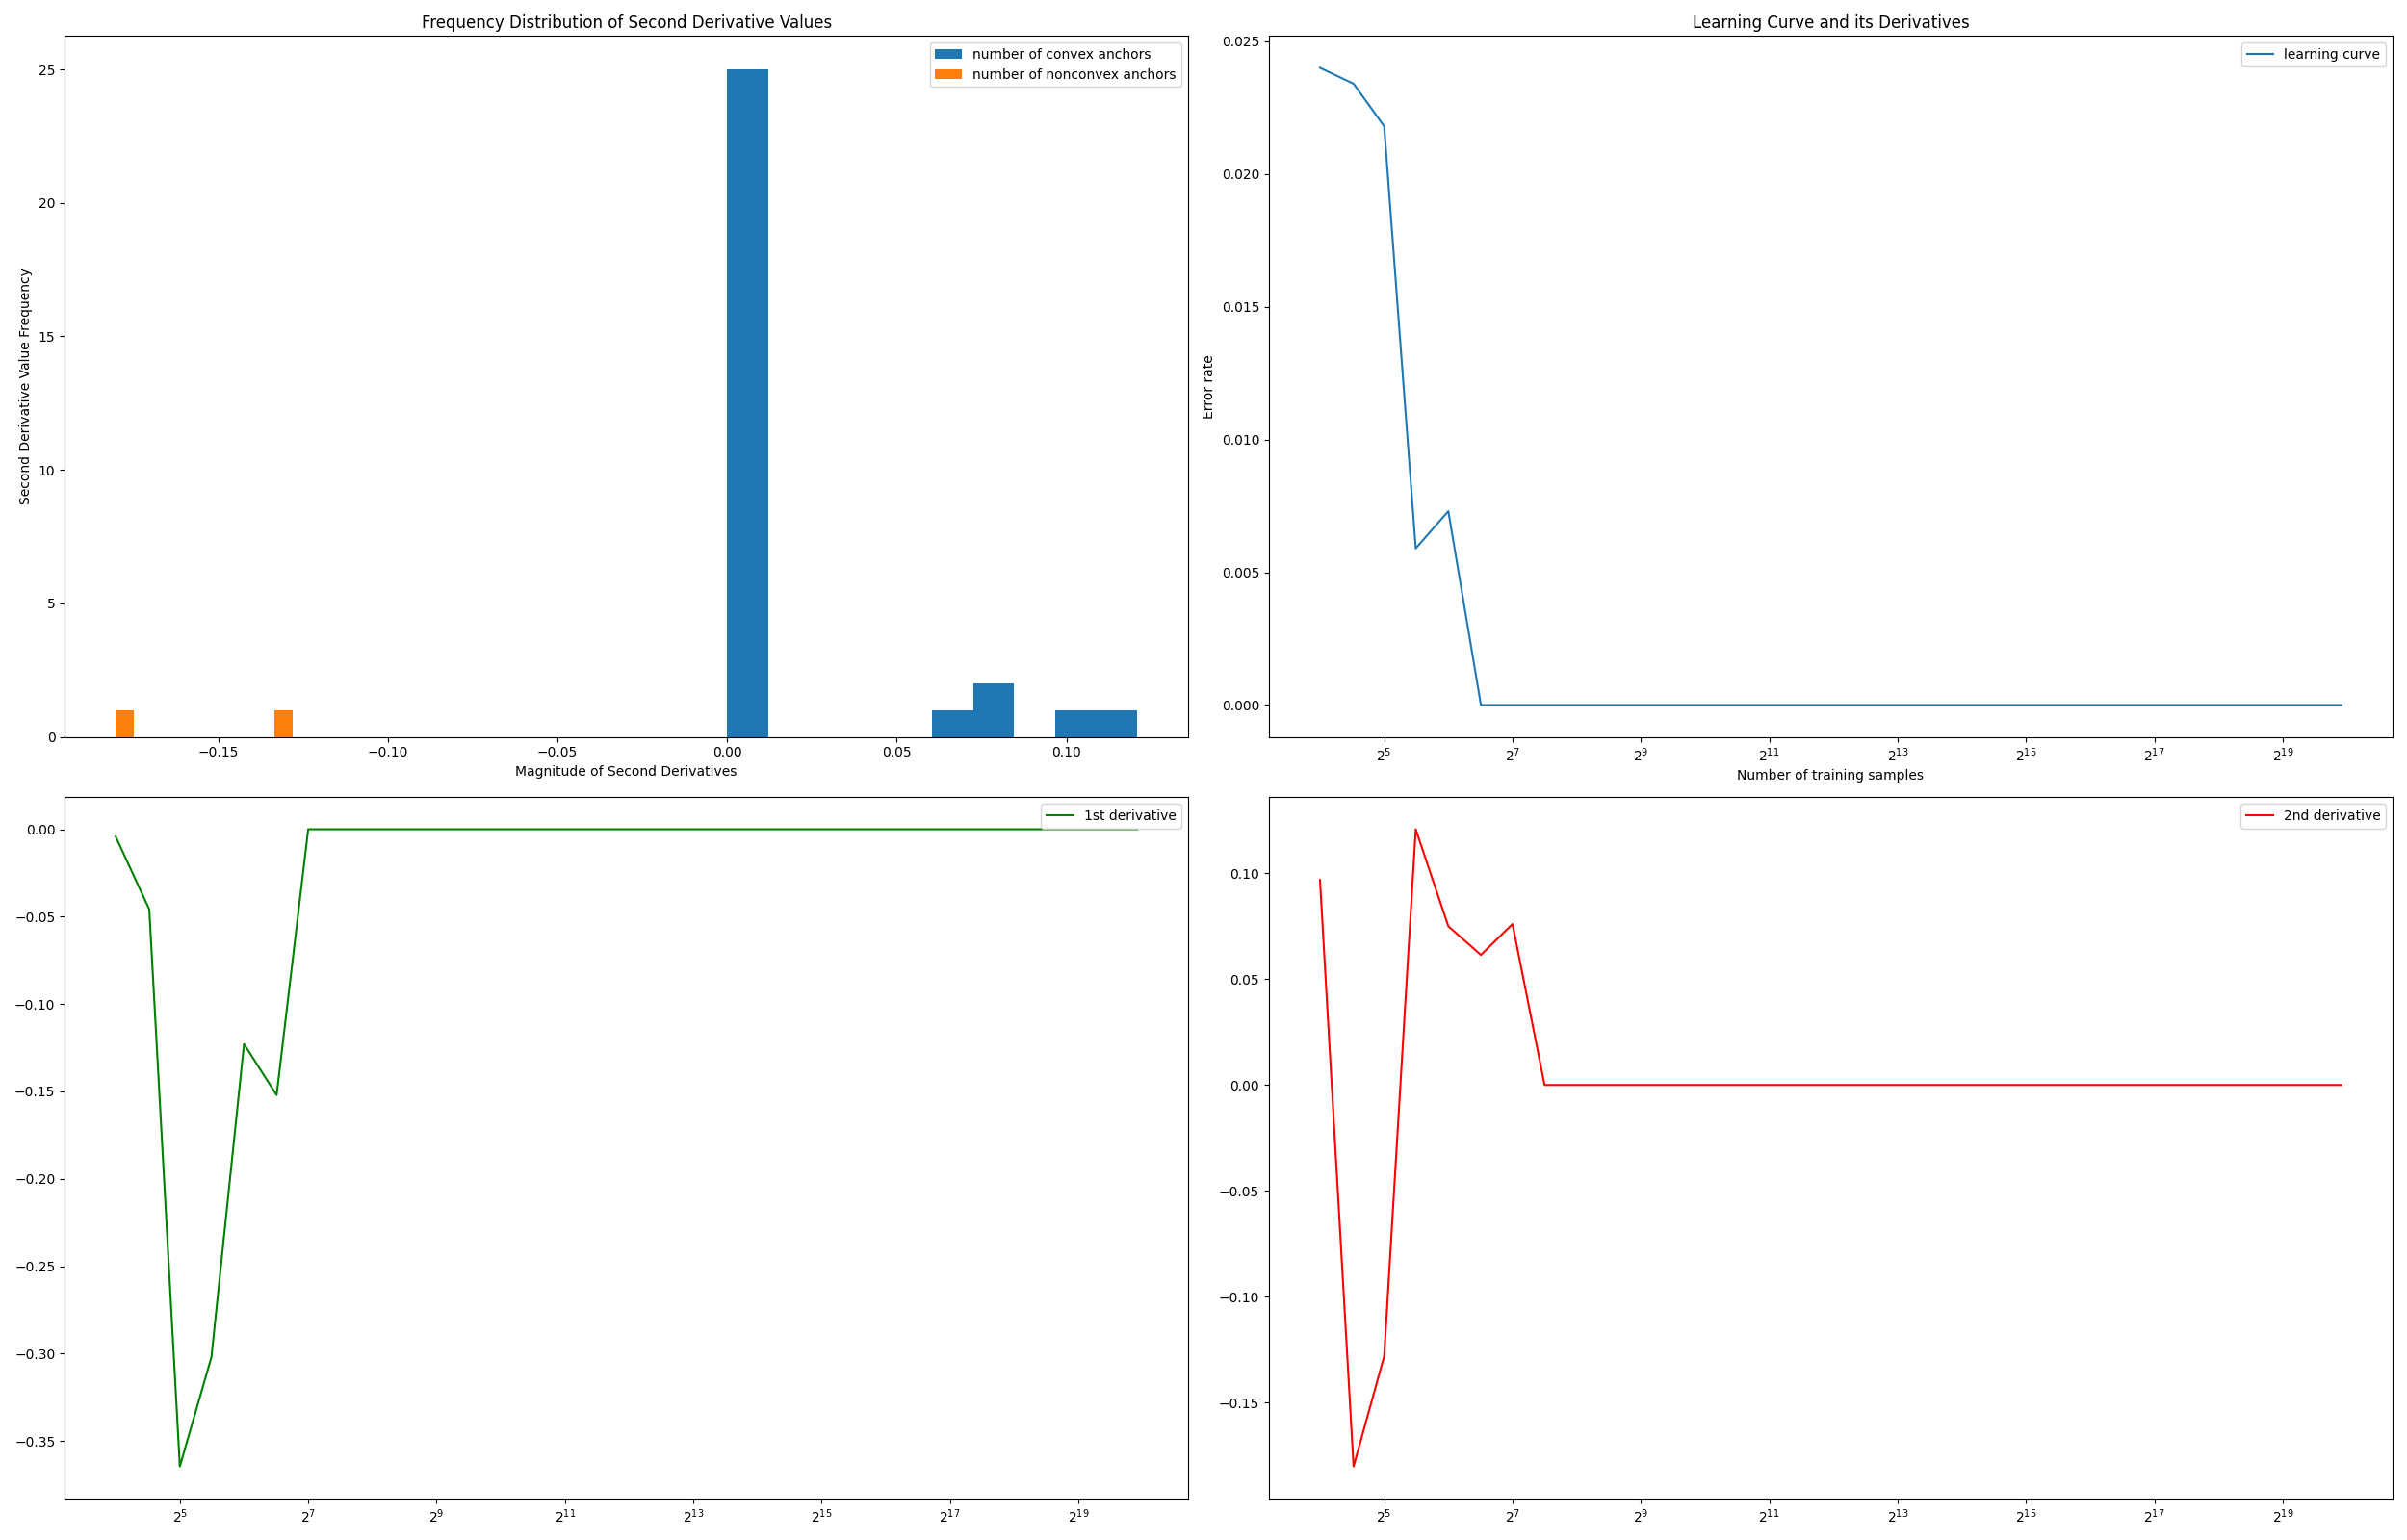 Frequency Distribution of Second Derivative Values
number of convex anchors
number of nonconvex anchors
Second Derivative Value Frequency
25
20
15
10
5
0
−0.15 −0.10 −0.05 0.00 0.05 0.10
Magnitude of Second Derivatives
Learning Curve and its Derivatives
learning curve
Error rate
0.025
0.020
0.015
0.010
0.005
0.000
2⁵ 2⁷ 2⁹ 2¹¹ 2¹³ 2¹⁵ 2¹⁷ 2¹⁹
Number of training samples
1st derivative
0.00
−0.05
−0.10
−0.15
−0.20
−0.25
−0.30
−0.35
2⁵ 2⁷ 2⁹ 2¹¹ 2¹³ 2¹⁵ 2¹⁷ 2¹⁹
2nd derivative
0.10
0.05
0.00
−0.05
−0.10
−0.15
2⁵ 2⁷ 2⁹ 2¹¹ 2¹³ 2¹⁵ 2¹⁷ 2¹⁹